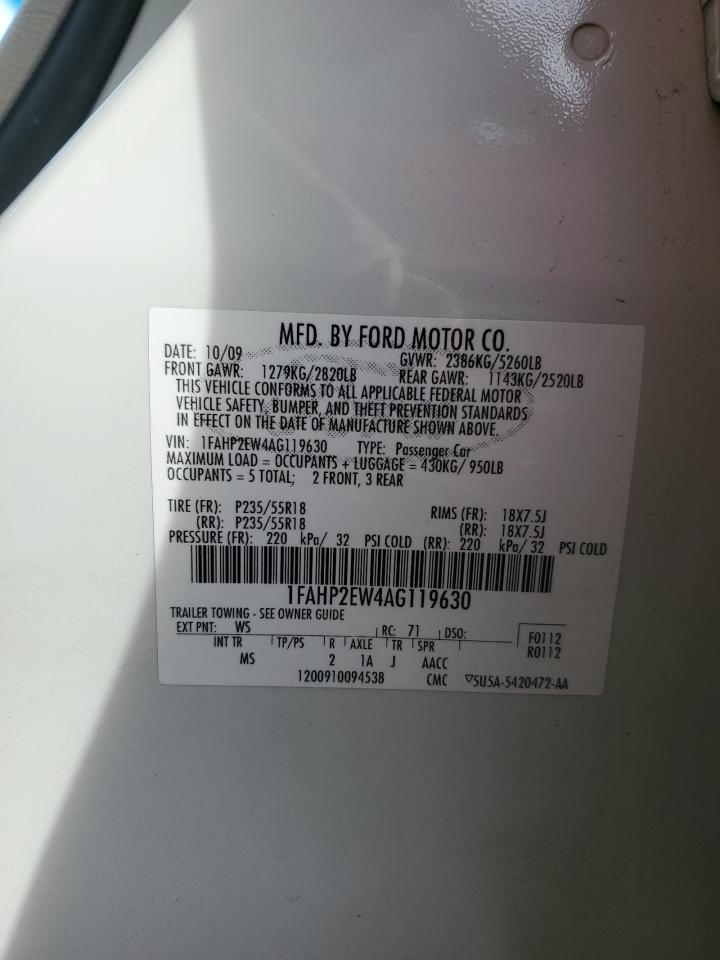 MFD. BY FORD MOTOR CO.
DATE: 10/09 GVWR: 2386KG/5260LB
FRONT GAWR: 1279KG/2820LB REAR GAWR: 1143KG/2520LB
THIS VEHICLE CONFORMS TO ALL APPLICABLE FEDERAL MOTOR
VEHICLE SAFETY, BUMPER, AND THEFT PREVENTION STANDARDS
IN EFFECT ON THE DATE OF MANUFACTURE SHOWN ABOVE.
VIN: 1FAHP2EW4AG119630 TYPE: Passenger Car
MAXIMUM LOAD = OCCUPANTS + LUGGAGE = 430KG/ 950LB
OCCUPANTS = 5 TOTAL; 2 FRONT, 3 REAR
TIRE (FR): P235/55R18 RIMS (FR): 18X7.5J
(RR): P235/55R18 (RR): 18X7.5J
PRESSURE (FR): 220 kPa/ 32 PSI COLD (RR): 220 kPa/ 32 PSI COLD
1FAHP2EW4AG119630
TRAILER TOWING - SEE OWNER GUIDE
EXT PNT: WS RC: 71 DSO: F0112
R0112
INT TR TP/PS R AXLE TR SPR
MS 2 1A J AACC
1200910094538 CMC ▽5U5A-5420472-AA